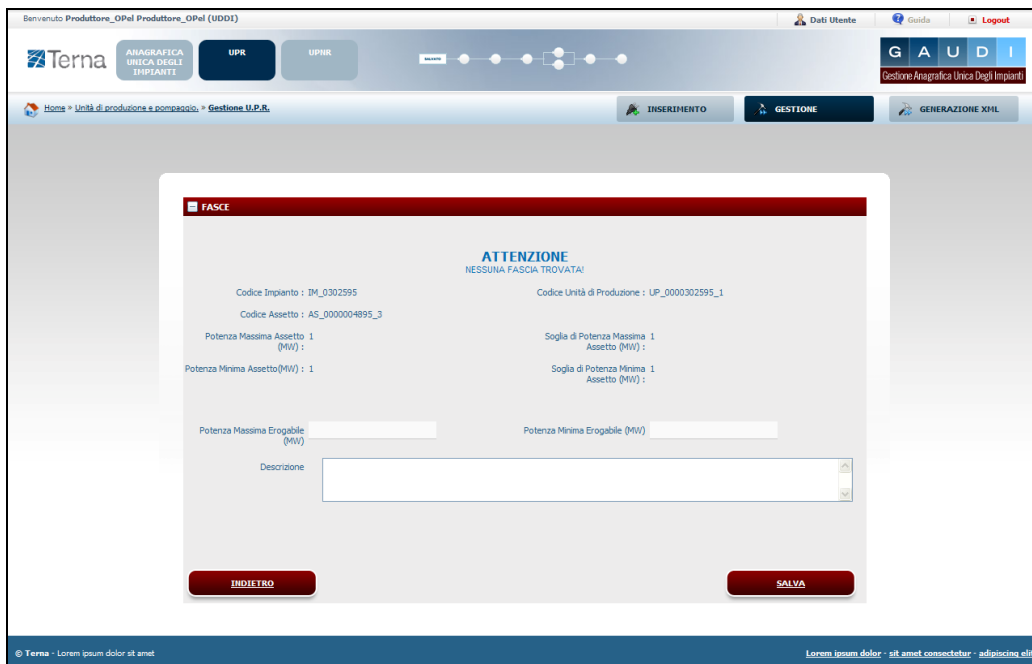 Benvenuto Produttore_OPel Produttore_OPel (UDDI)
Dati Utente
Guida
Logout
Terna
ANAGRAFICA
UNICA DEGLI
IMPIANTI
UPR
UPNR
G A U D I
Gestione Anagrafica Unica Degli Impianti
Home » Unità di produzione e pompaggio. » Gestione U.P.R.
INSERIMENTO
GESTIONE
GENERAZIONE XML
FASCE
ATTENZIONE
NESSUNA FASCIA TROVATA!
Codice Impianto : IM_0302595
Codice Unità di Produzione : UP_0000302595_1
Codice Assetto : AS_0000004895_3
Potenza Massima Assetto 1
(MW) :
Soglia di Potenza Massima 1
Assetto (MW) :
Potenza Minima Assetto(MW) : 1
Soglia di Potenza Minima 1
Assetto (MW) :
Potenza Massima Erogabile
(MW)
Potenza Minima Erogabile (MW)
Descrizione
INDIETRO
SALVA
© Terna - Lorem ipsum dolor sit amet
Lorem ipsum dolor - sit amet consectetur - adipiscing elit